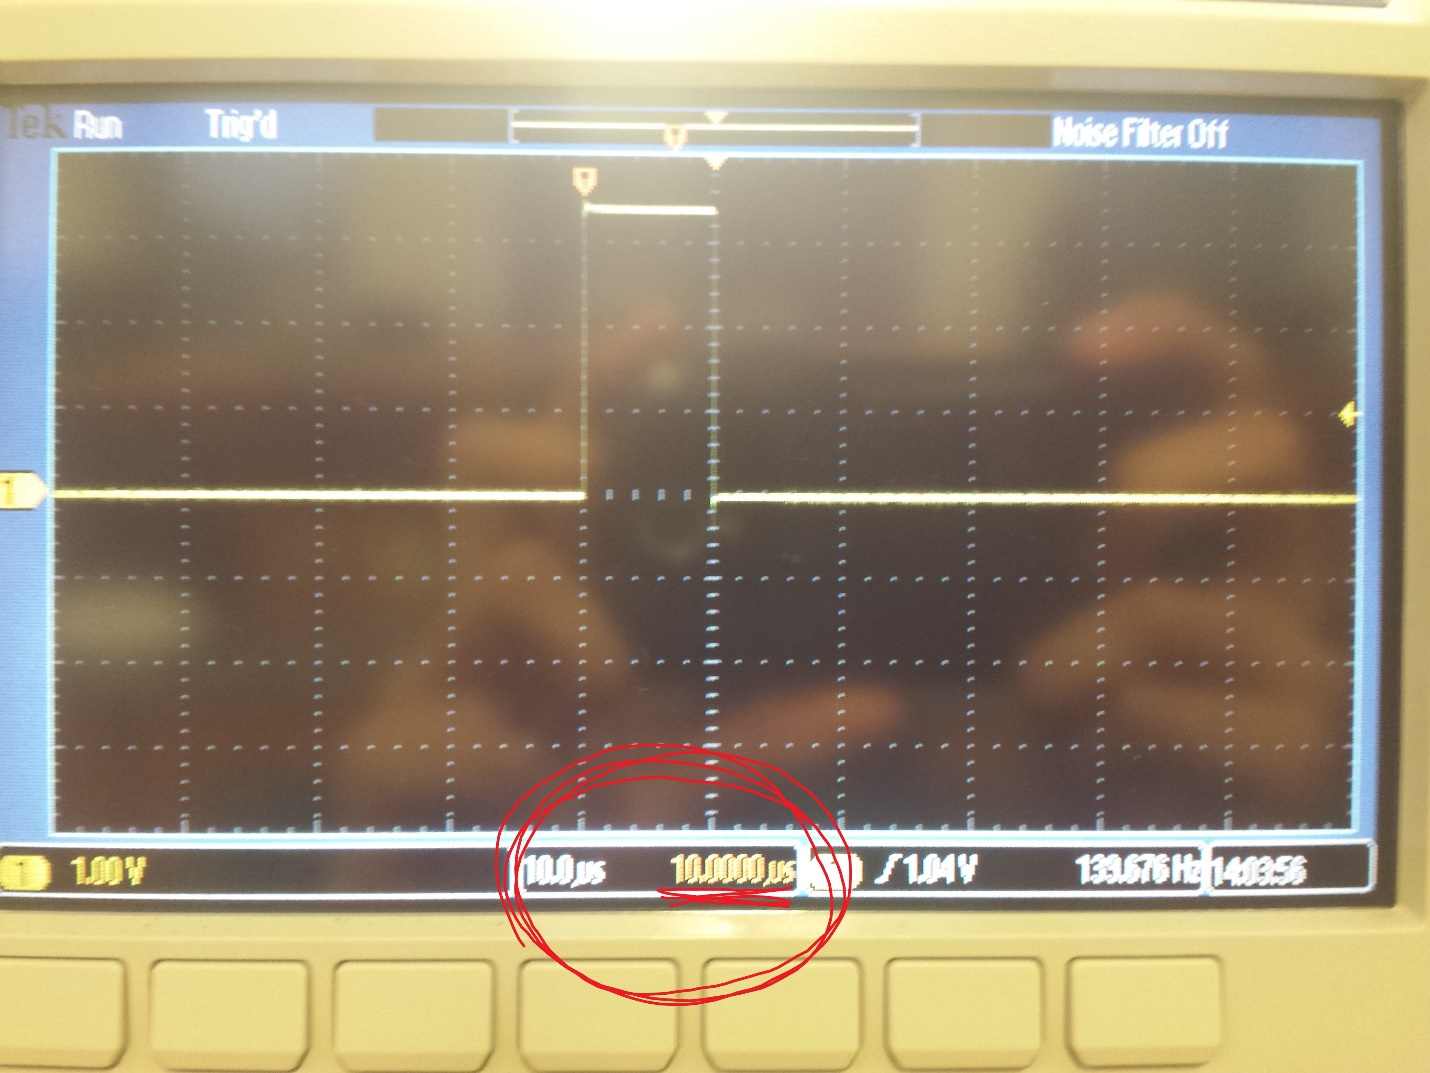 Tek Run Trig'd Noise Filter Off
1
1 1.00 V 10.0 µs 10.0000 µs 1.04 V 139.676 Hz 14:03:56